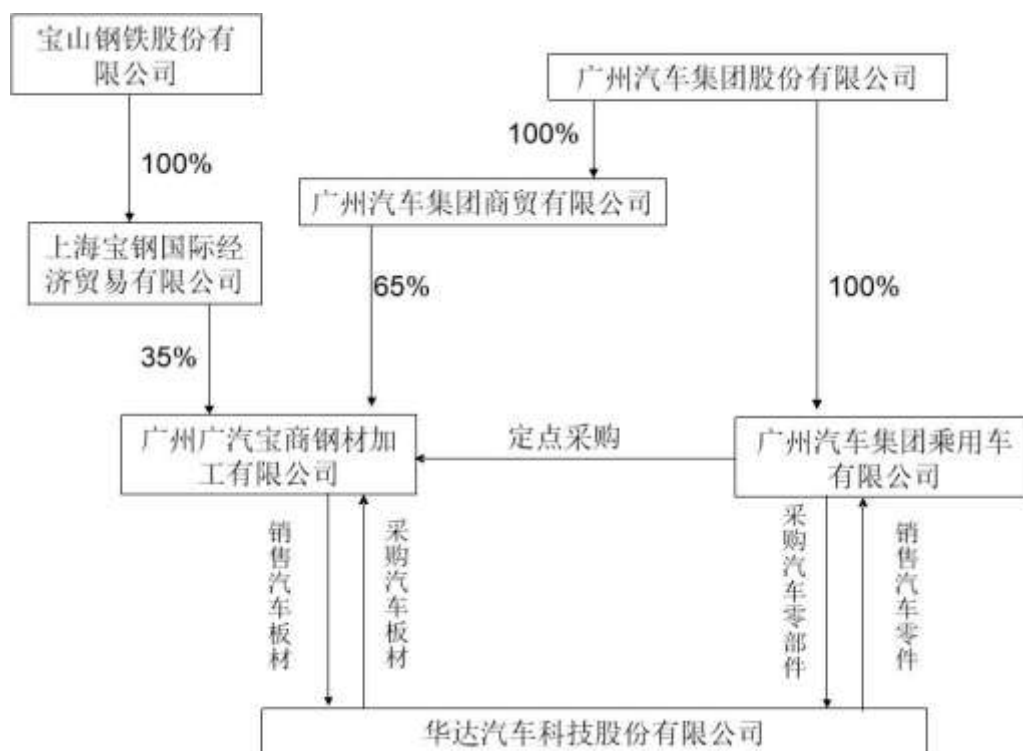 宝山钢铁股份有
限公司
广州汽车集团股份有限公司
100%
100%
广州汽车集团商贸有限公司
上海宝钢国际经
济贸易有限公司
65%
100%
35%
广州广汽宝商钢材加
工有限公司
定点采购
广州汽车集团乘用车
有限公司
销售汽车板材
采购汽车板材
采购汽车零部件
销售汽车零件
华达汽车科技股份有限公司